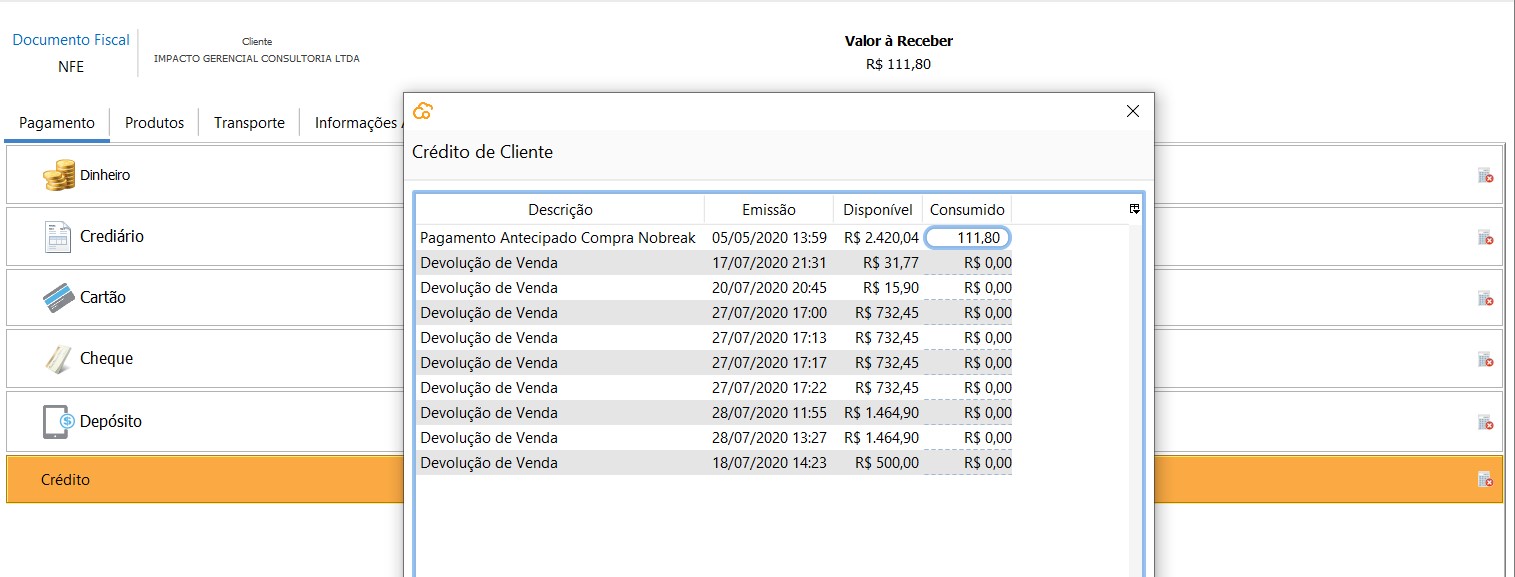 Documento Fiscal
NFE
Cliente
IMPACTO GERENCIAL CONSULTORIA LTDA
Valor à Receber
R$ 111,80
Pagamento Produtos Transporte Informações
Dinheiro
Crediário
Cartão
Cheque
Depósito
Crédito
Crédito de Cliente
Descrição Emissão Disponível Consumido
Pagamento Antecipado Compra Nobreak 05/05/2020 13:59 R$ 2.420,04 111,80
Devolução de Venda 17/07/2020 21:31 R$ 31,77 R$ 0,00
Devolução de Venda 20/07/2020 20:45 R$ 15,90 R$ 0,00
Devolução de Venda 27/07/2020 17:00 R$ 732,45 R$ 0,00
Devolução de Venda 27/07/2020 17:13 R$ 732,45 R$ 0,00
Devolução de Venda 27/07/2020 17:17 R$ 732,45 R$ 0,00
Devolução de Venda 27/07/2020 17:22 R$ 732,45 R$ 0,00
Devolução de Venda 28/07/2020 11:55 R$ 1.464,90 R$ 0,00
Devolução de Venda 28/07/2020 13:27 R$ 1.464,90 R$ 0,00
Devolução de Venda 18/07/2020 14:23 R$ 500,00 R$ 0,00